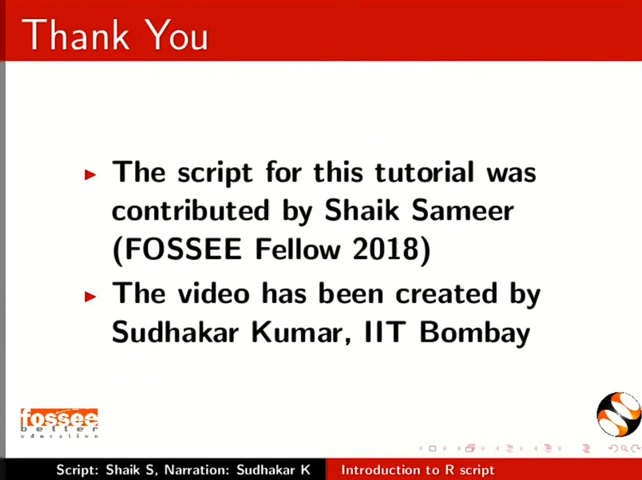 Thank You
The script for this tutorial was
contributed by Shaik Sameer
(FOSSEE Fellow 2018)
The video has been created by
Sudhakar Kumar, IIT Bombay
fossee
better
education
Script: Shaik S, Narration: Sudhakar K
Introduction to R script